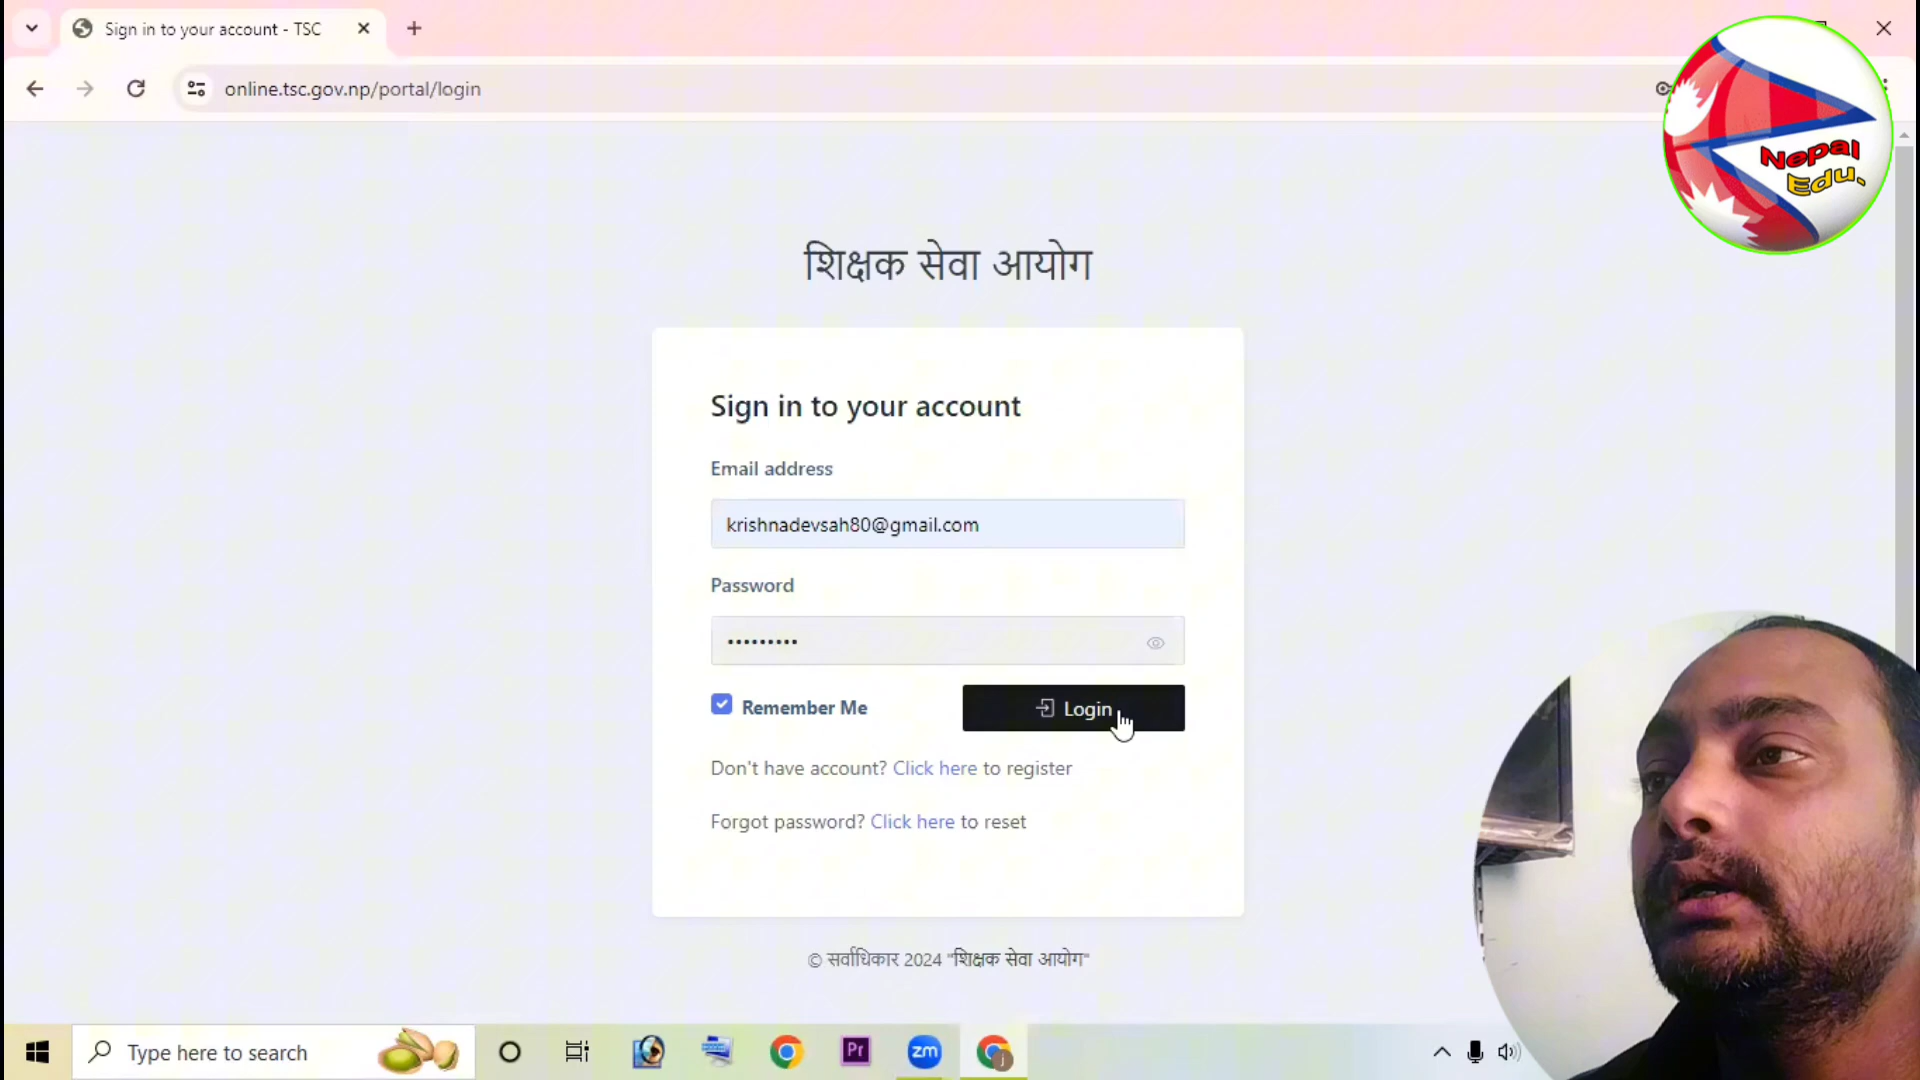 Sign in to your account - TSC
online.tsc.gov.np/portal/login
Nepal
Edu.
शिक्षक सेवा आयोग
Sign in to your account
Email address
krishnadevsah80@gmail.com
Password
•••••••••
Remember Me
Login
Don't have account? Click here to register
Forgot password? Click here to reset
© सर्वाधिकार 2024 "शिक्षक सेवा आयोग"
Type here to search
Pr
zm
j